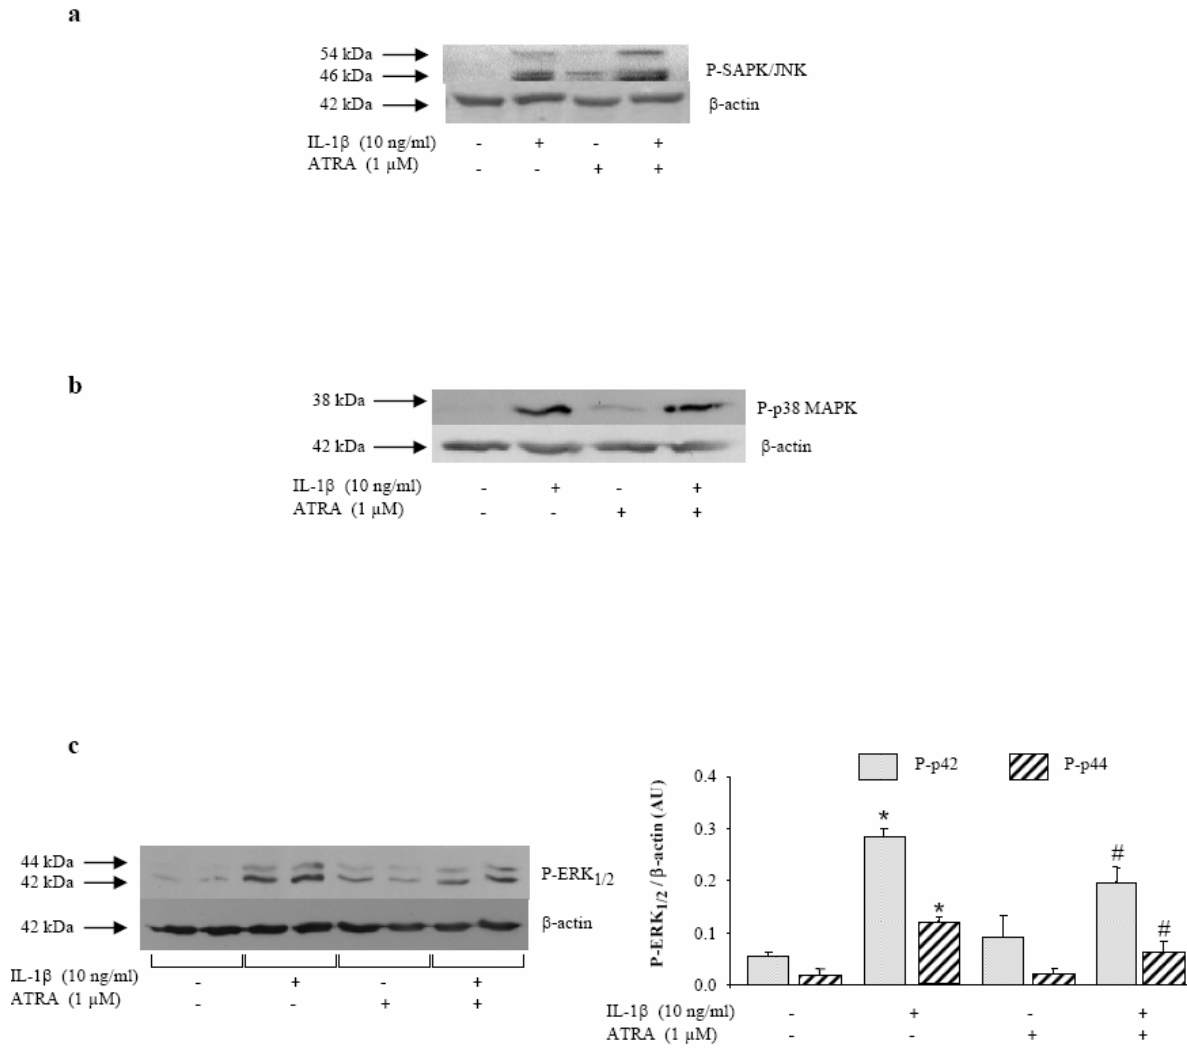 a
54 kDa
46 kDa
P-SAPK/JNK
42 kDa
β-actin
IL-1β (10 ng/ml) - + - +
ATRA (1 µM) - - + +
b
38 kDa
P-p38 MAPK
42 kDa
β-actin
IL-1β (10 ng/ml) - + - +
ATRA (1 µM) - - + +
c
44 kDa
42 kDa
P-ERK1/2
42 kDa
β-actin
IL-1β (10 ng/ml) - + - +
ATRA (1 µM) - - + +
P-p42 P-p44
P-ERK1/2 / β-actin (AU)
0.4
0.3
0.2
0.1
0.0
* * # #
IL-1β (10 ng/ml) - + - +
ATRA (1 µM) - - + +